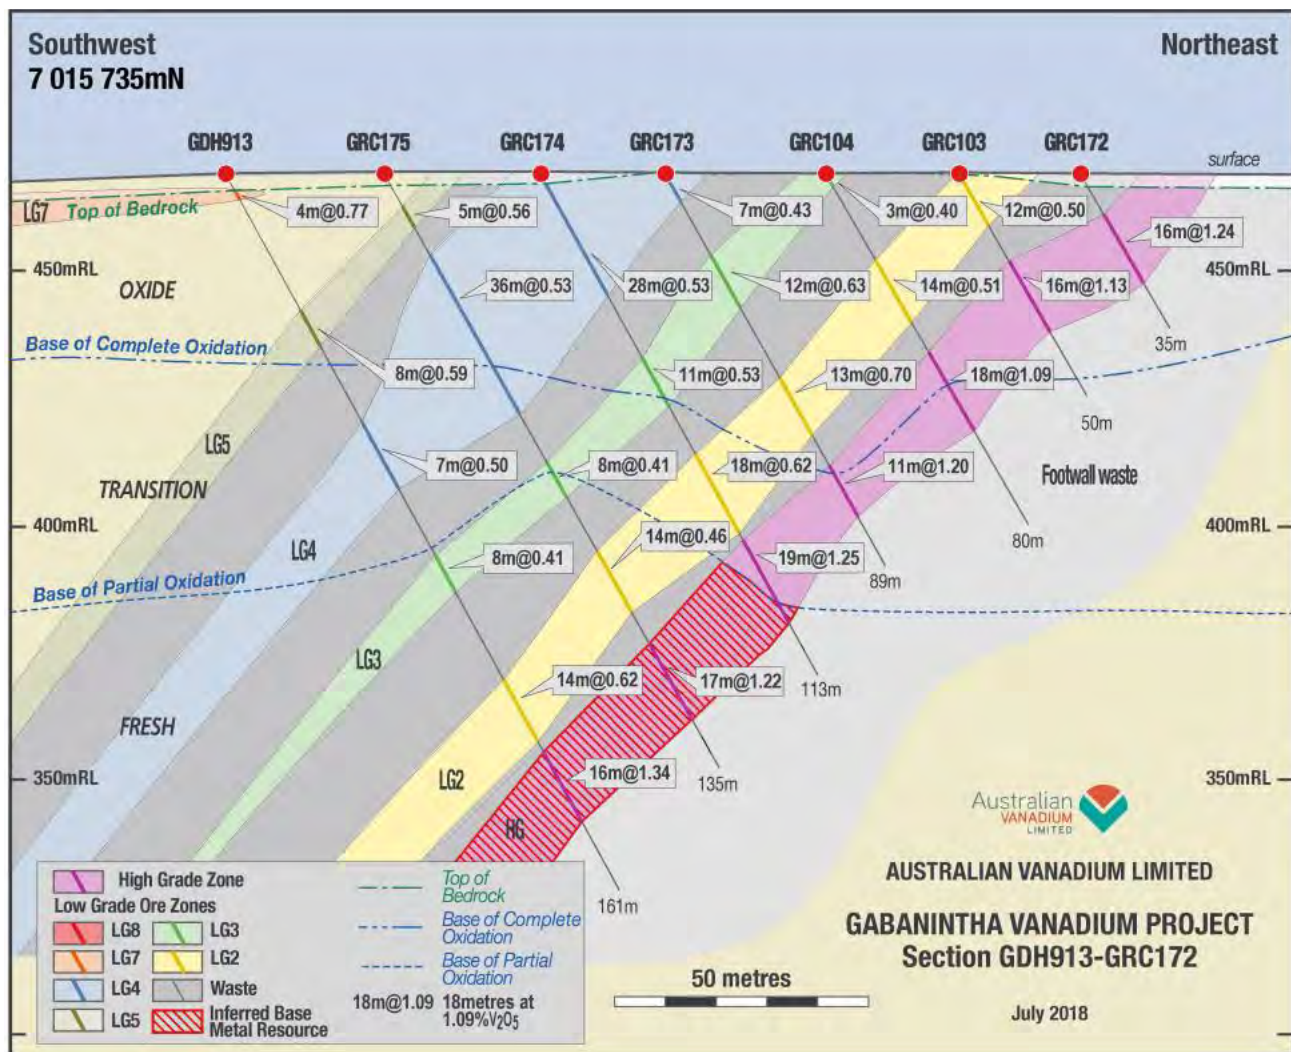 Southwest
Northeast
7 015 735mN
GDH913
GRC175
GRC174
GRC173
GRC104
GRC103
GRC172
surface
LG7
Top of Bedrock
4m@0.77
5m@0.56
7m@0.43
3m@0.40
12m@0.50
16m@1.24
450mRL
450mRL
OXIDE
36m@0.53
28m@0.53
12m@0.63
14m@0.51
16m@1.13
35m
Base of Complete Oxidation
8m@0.59
11m@0.53
13m@0.70
18m@1.09
50m
LG5
7m@0.50
8m@0.41
18m@0.62
11m@1.20
Footwall waste
TRANSITION
400mRL
400mRL
LG4
8m@0.41
14m@0.46
19m@1.25
80m
89m
Base of Partial Oxidation
LG3
14m@0.62
17m@1.22
113m
FRESH
350mRL
350mRL
LG2
16m@1.34
135m
HG
161m
Australian
VANADIUM
LIMITED
AUSTRALIAN VANADIUM LIMITED
GABANINTHA VANADIUM PROJECT
Section GDH913-GRC172
July 2018
50 metres
High Grade Zone
Low Grade Ore Zones
LG8
LG3
LG7
LG2
LG4
Waste
LG5
Inferred Base
Metal Resource
Top of
Bedrock
Base of Complete
Oxidation
Base of Partial
Oxidation
18m@1.09
18metres at
1.09%V2O5